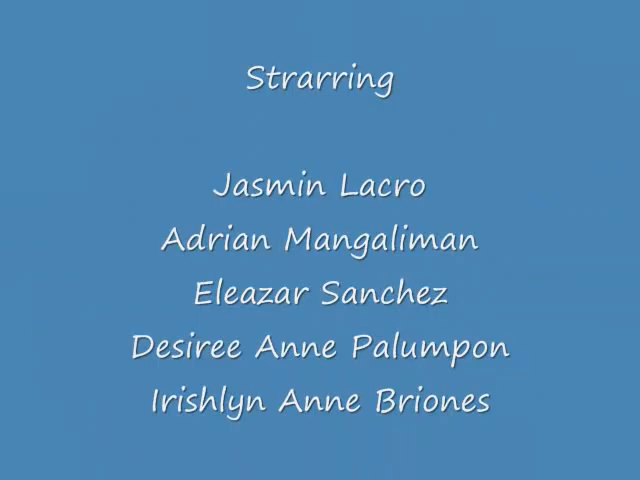 Strarring
Jasmin Lacro
Adrian Mangaliman
Eleazar Sanchez
Desiree Anne Palumpon
Irishlyn Anne Briones